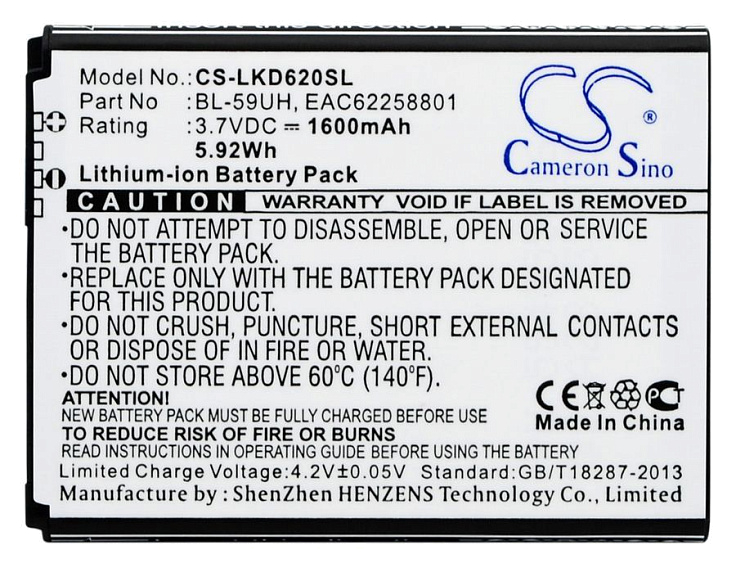 Insert this direction
Model No.: CS-LKD620SL
Part No : BL-59UH, EAC62258801
Rating : 3.7VDC ⎓ 1600mAh
5.92Wh
Lithium-ion Battery Pack
CS ®
Cameron Sino
CAUTION WARRANTY VOID IF LABEL IS REMOVED
•DO NOT ATTEMPT TO DISASSEMBLE, OPEN OR SERVICE
THE BATTERY PACK.
•REPLACE ONLY WITH THE BATTERY PACK DESIGNATED
FOR THIS PRODUCT.
•DO NOT CRUSH, PUNCTURE, SHORT EXTERNAL CONTACTS
OR DISPOSE OF IN FIRE OR WATER.
•DO NOT STORE ABOVE 60°C (140°F).
CE PCT
Made In China
ATTENTION!
NEW BATTERY PACK MUST BE FULLY CHARGED BEFORE USE
TO REDUCE RISK OF FIRE OR BURNS
READ INSTRUCTIONS IN OPERATING GUIDE BEFORE USING THE BATTERY
Limited Charge Voltage:4.2V±0.05V Standard:GB/T18287-2013
Manufacture by : ShenZhen HENZENS Technology Co., Limited